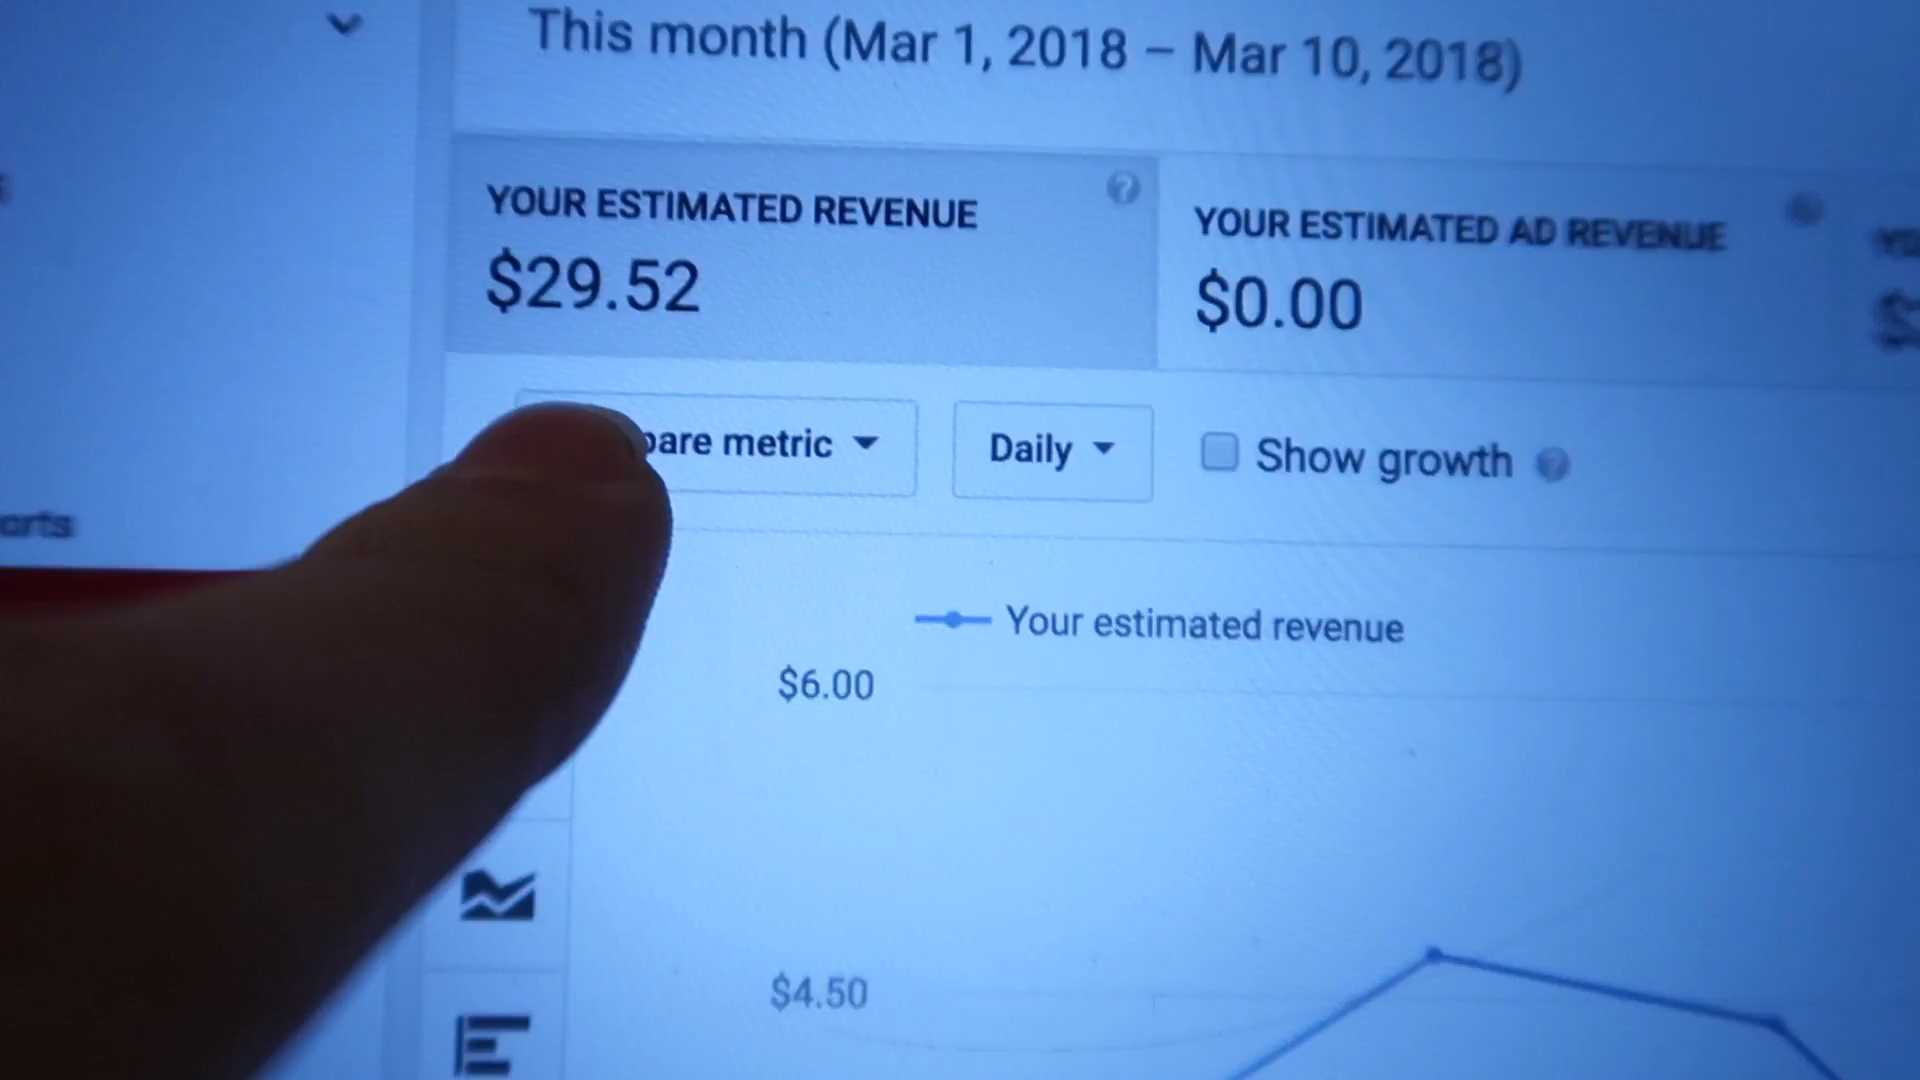 This month (Mar 1, 2018 – Mar 10, 2018)
YOUR ESTIMATED REVENUE
$29.52
YOUR ESTIMATED AD REVENUE
$0.00
pare metric
Daily
Show growth
arts
Your estimated revenue
$6.00
$4.50